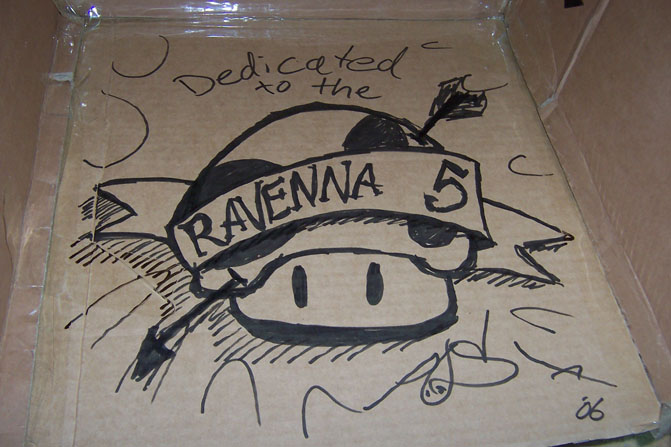 Dedicated
to the
RAVENNA 5
'06